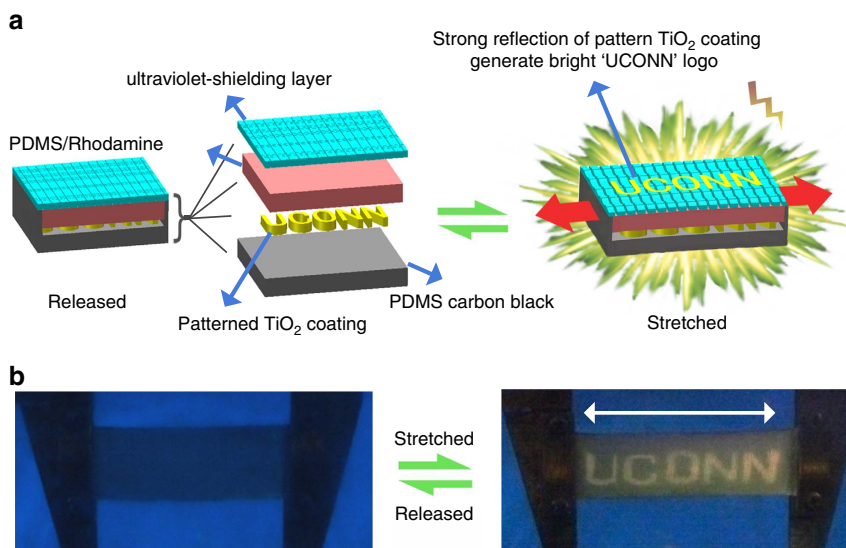 a
Strong reflection of pattern TiO₂ coating
generate bright ‘UCONN’ logo
ultraviolet-shielding layer
PDMS/Rhodamine
UCONN
UCONN
Released
Patterned TiO₂ coating
PDMS carbon black
Stretched
b
Stretched
Released
UCONN